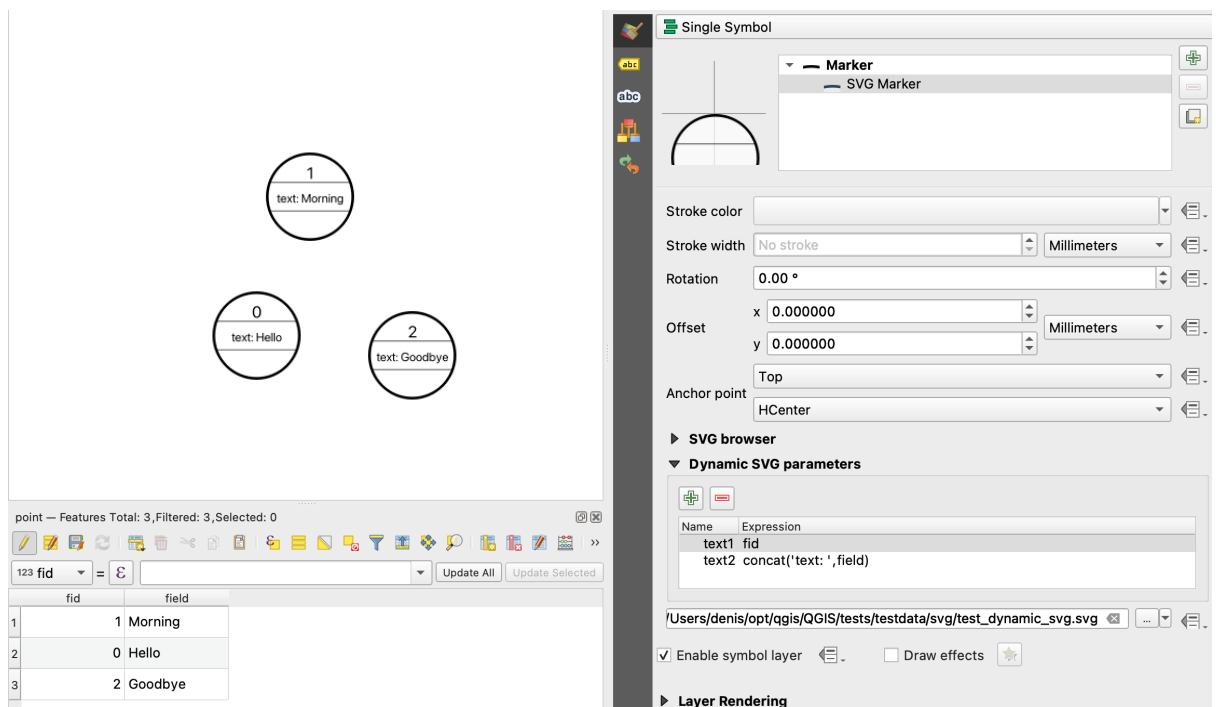 1
text: Morning
0
text: Hello
2
text: Goodbye
point — Features Total: 3, Filtered: 3, Selected: 0
123 fid = ε Update All Update Selected
fid field
1 1 Morning
2 0 Hello
3 2 Goodbye
abc
abc
Single Symbol
Marker
SVG Marker
Stroke color
Stroke width No stroke Millimeters
Rotation 0.00 °
Offset x 0.000000 Millimeters
y 0.000000
Anchor point Top
HCenter
SVG browser
Dynamic SVG parameters
Name Expression
text1 fid
text2 concat('text: ',field)
/Users/denis/opt/qgis/QGIS/tests/testdata/svg/test_dynamic_svg.svg ...
Enable symbol layer Draw effects
Layer Rendering